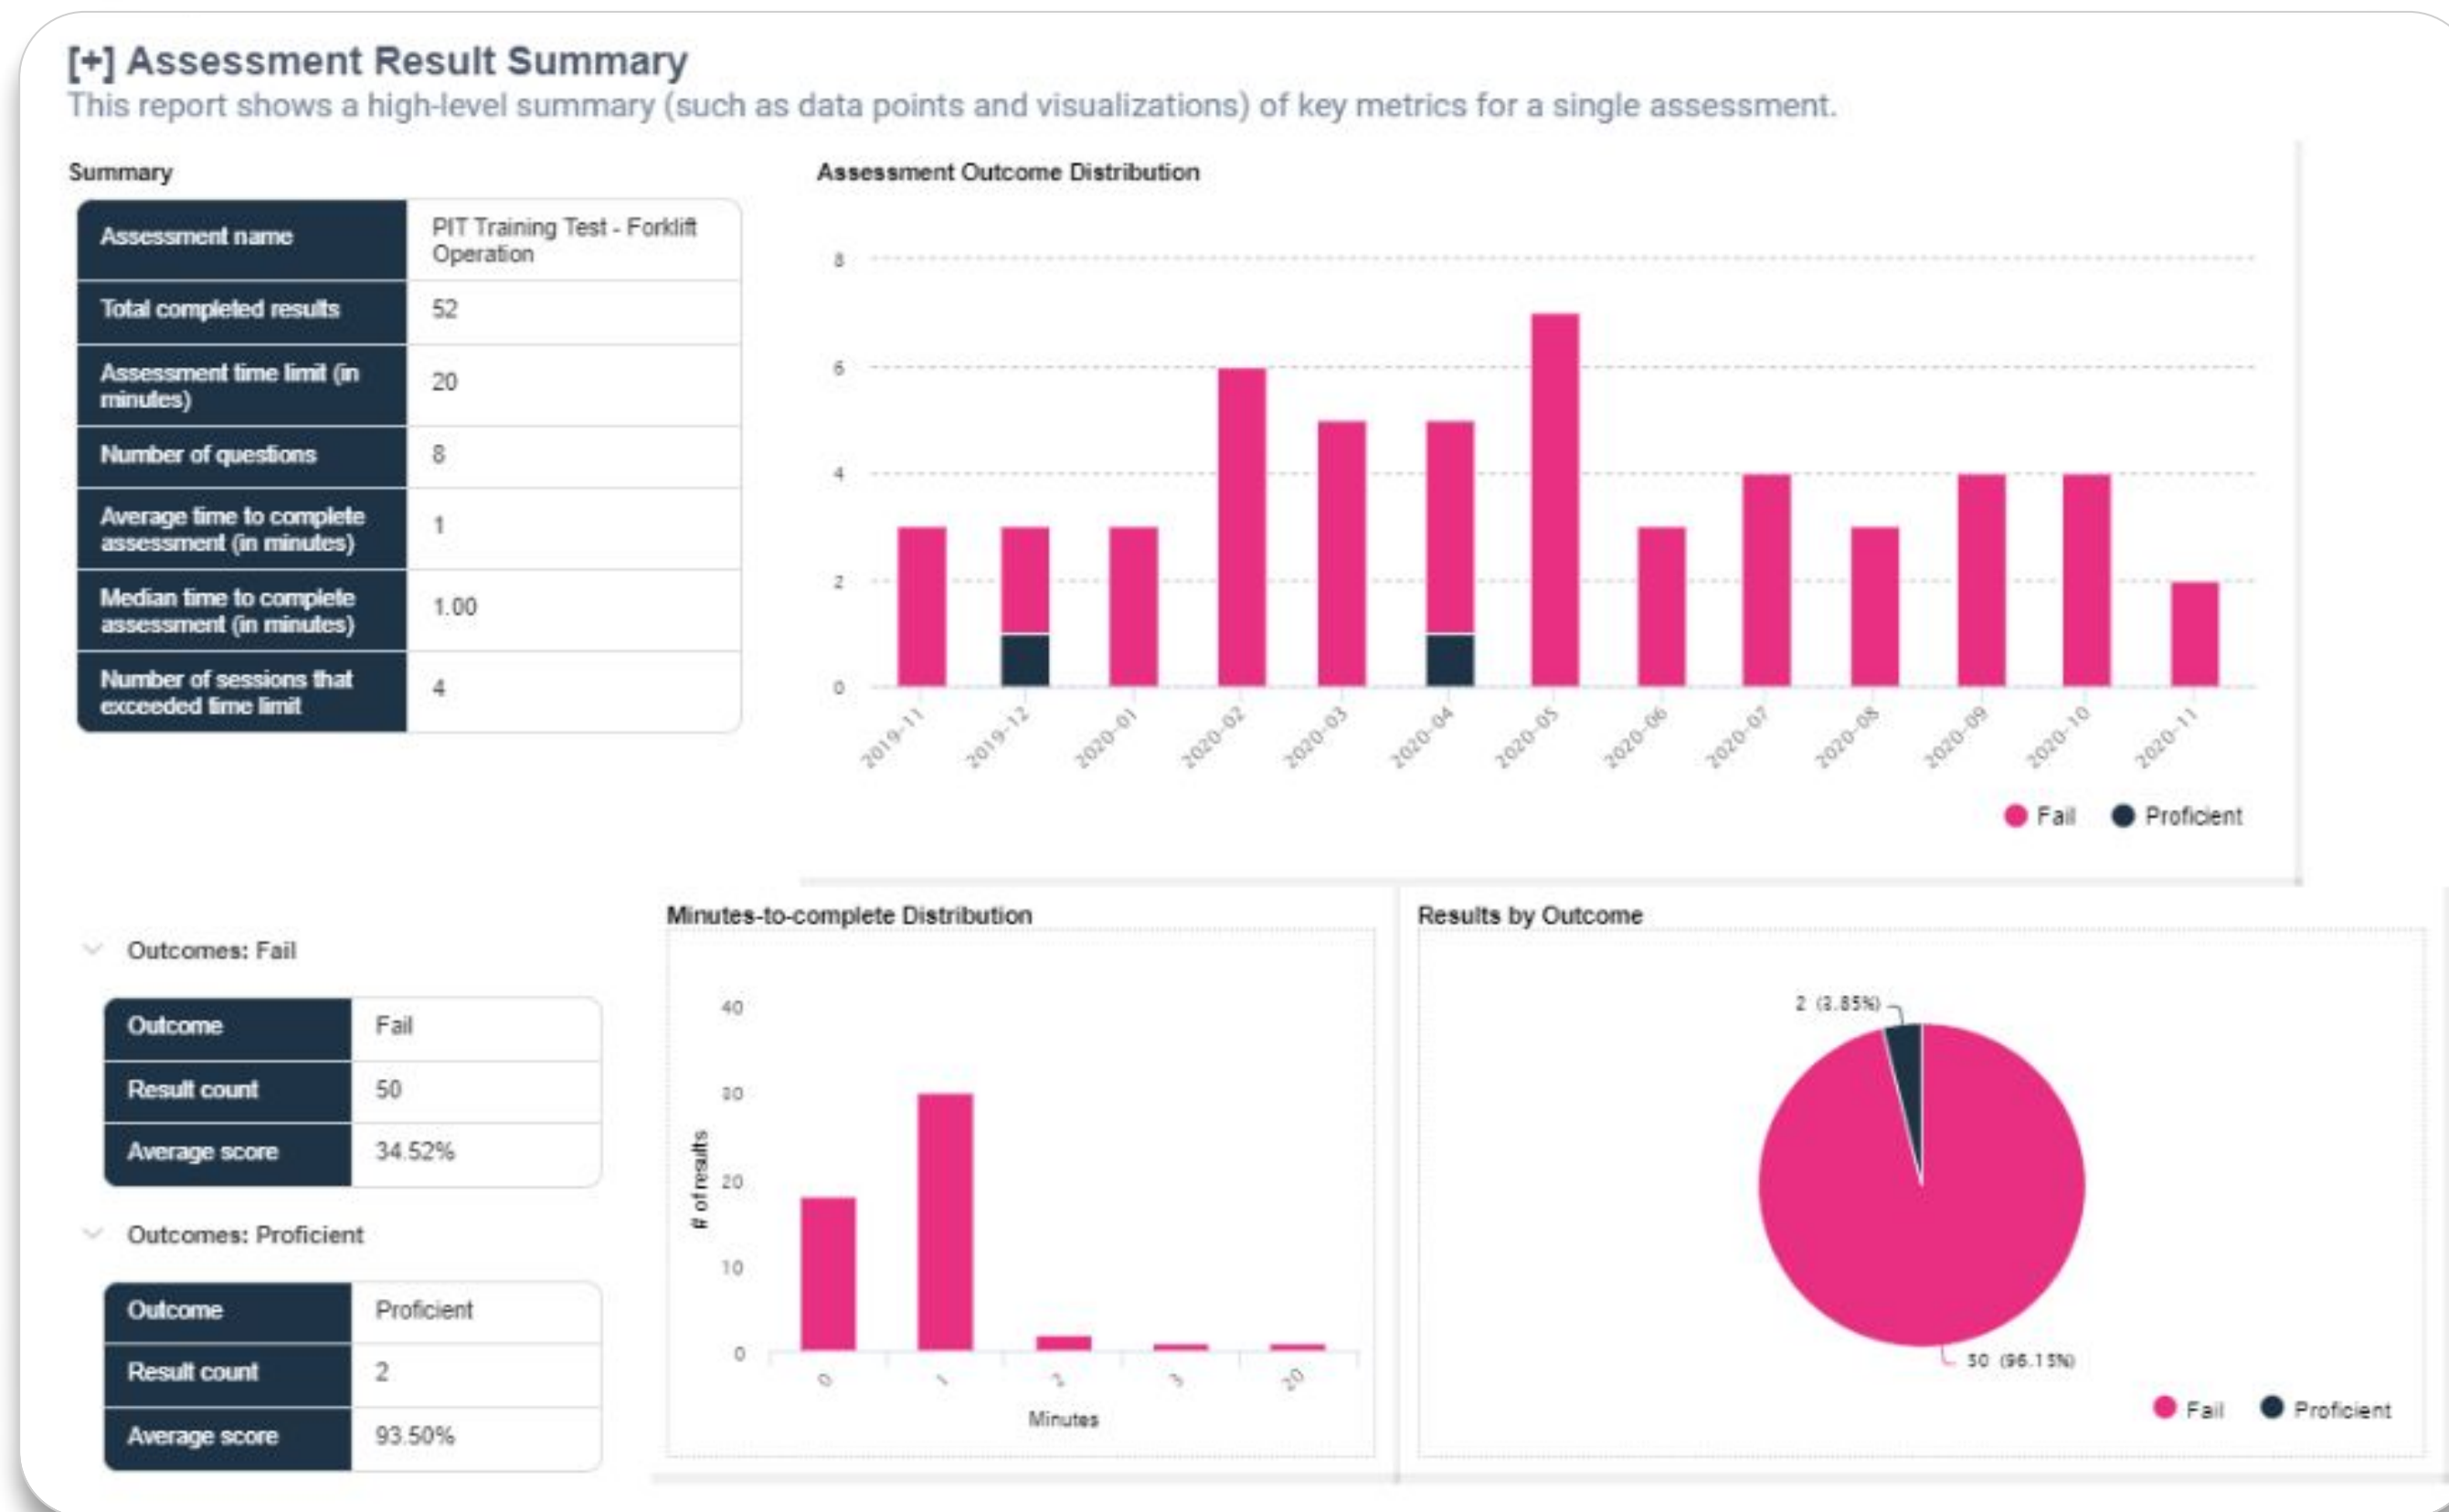 [+] Assessment Result Summary
This report shows a high-level summary (such as data points and visualizations) of key metrics for a single assessment.
Summary
Assessment name
PIT Training Test - Forklift
Operation
Total completed results
52
Assessment time limit (in
minutes)
20
Number of questions
8
Average time to complete
assessment (in minutes)
1
Median time to complete
assessment (in minutes)
1.00
Number of sessions that
exceeded time limit
4
Assessment Outcome Distribution
8
6
4
2
0
2019-11
2019-12
2020-01
2020-02
2020-03
2020-04
2020-05
2020-06
2020-07
2020-08
2020-09
2020-10
2020-11
Fail
Proficient
Outcomes: Fail
Outcome
Fail
Result count
50
Average score
34.52%
Outcomes: Proficient
Outcome
Proficient
Result count
2
Average score
93.50%
Minutes-to-complete Distribution
# of results
40
30
20
10
0
0
1
2
3
20
Minutes
Results by Outcome
2 (3.85%)
50 (96.15%)
Fail
Proficient